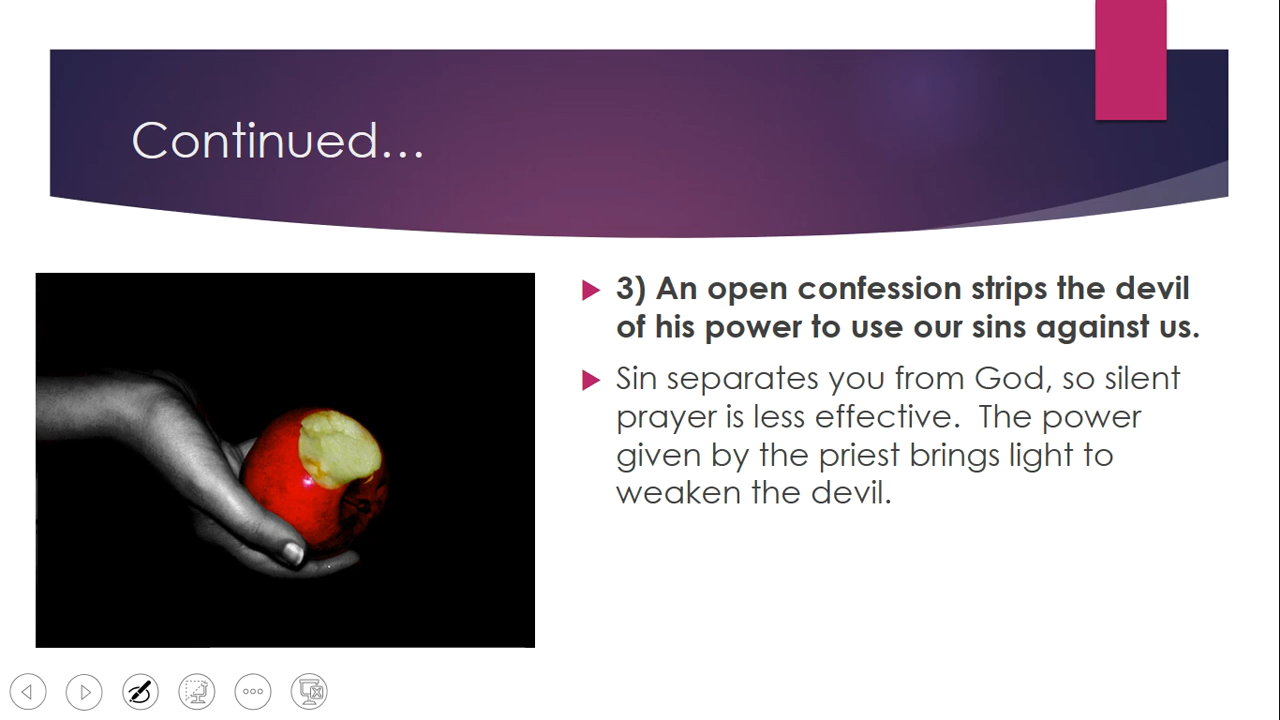 Continued...
3) An open confession strips the devil
of his power to use our sins against us.
Sin separates you from God, so silent
prayer is less effective.  The power
given by the priest brings light to
weaken the devil.